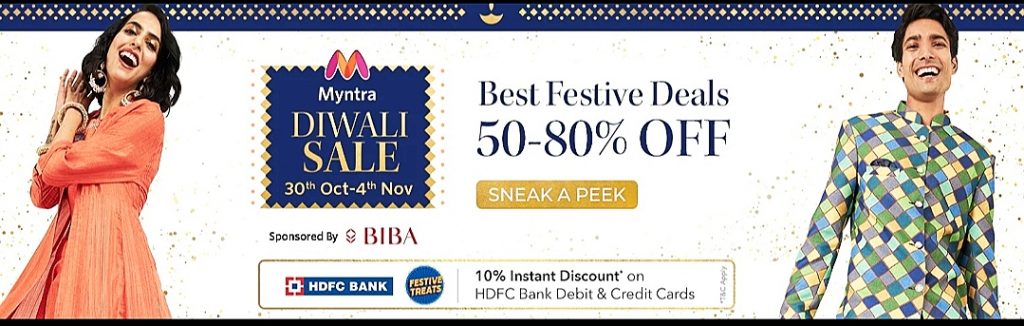 Myntra
DIWALI
SALE
30th Oct-4th Nov
Best Festive Deals
50-80% OFF
SNEAK A PEEK
Sponsored By BIBA
HDFC BANK
FESTIVE
TREATS
10% Instant Discount* on
HDFC Bank Debit & Credit Cards
*T&C Apply